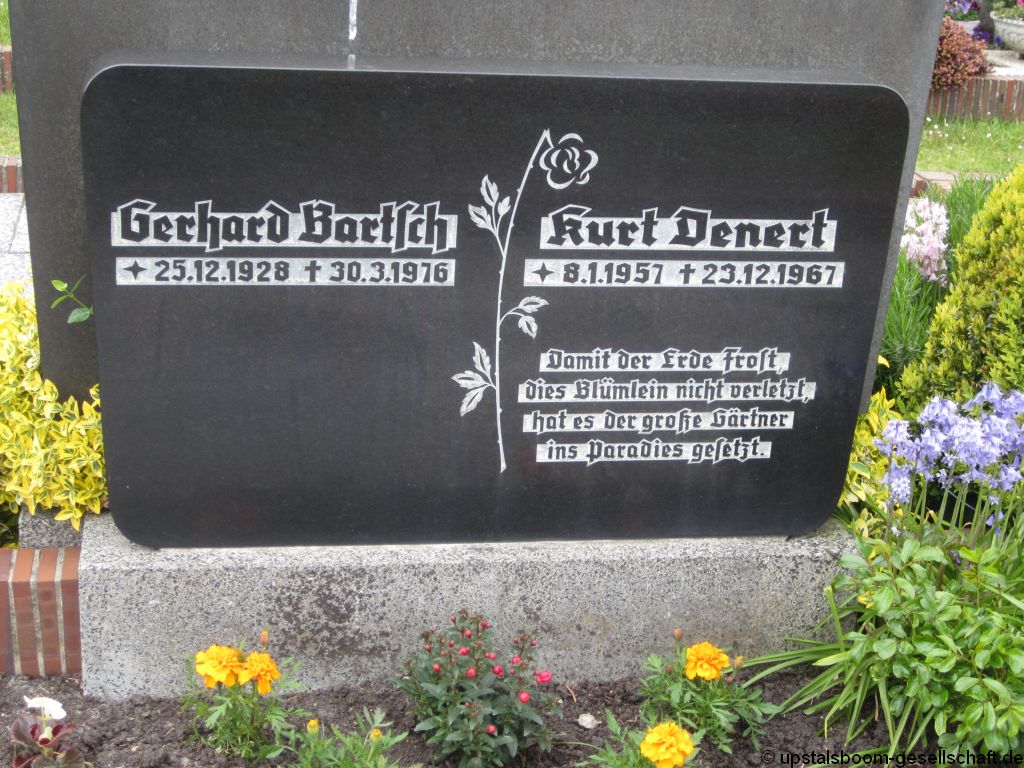 Gerhard Bartsch
✦ 25.12.1928 ✝ 30.3.1976
Kurt Denert
✦ 8.1.1957 ✝ 23.12.1967
Damit der Erde Frost,
dies Blümlein nicht verletzt,
hat es der große Gärtner
ins Paradies gesetzt.
© upstalsboom-gesellschaft.de